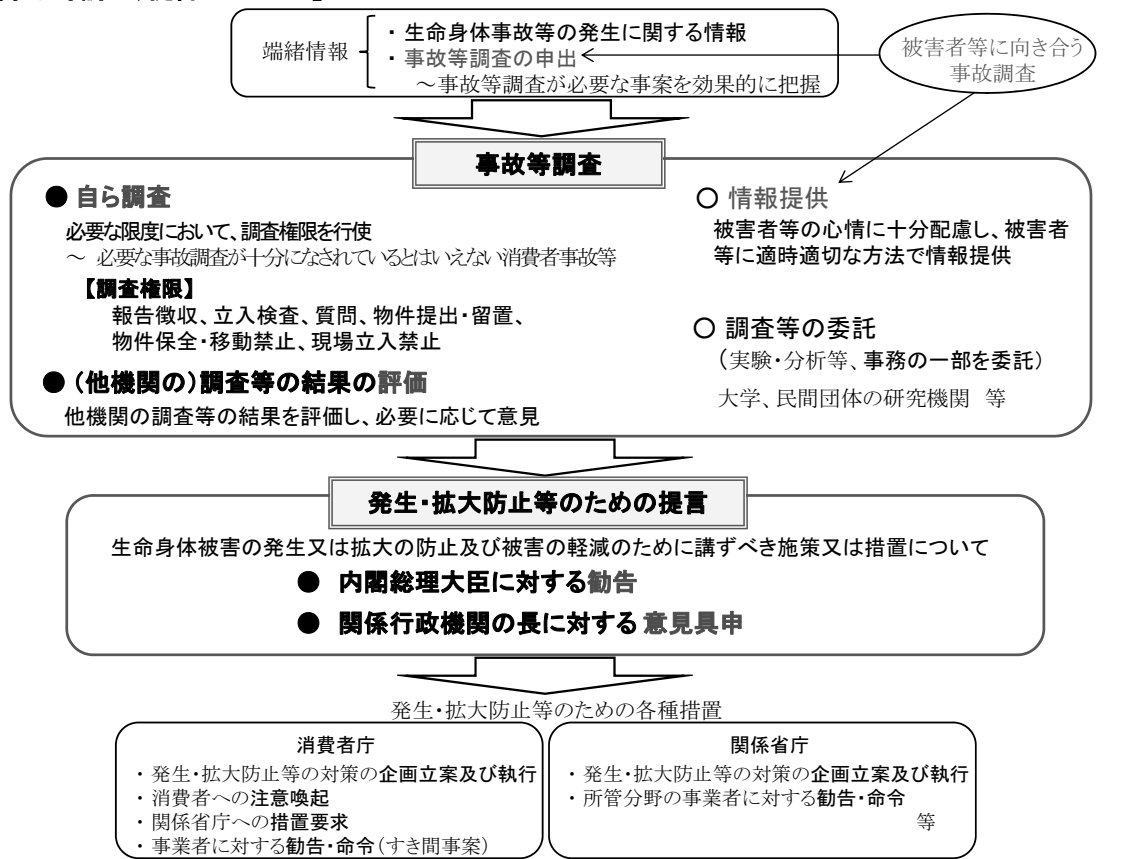 端緒情報
・生命身体事故等の発生に関する情報
・事故等調査の申出
～事故等調査が必要な事案を効果的に把握
被害者等に向き合う
事故調査
事故等調査
● 自ら調査
必要な限度において、調査権限を行使
～ 必要な事故調査が十分になされているとはいえない消費者事故等
【調査権限】
報告徴収、立入検査、質問、物件提出・留置、
物件保全・移動禁止、現場立入禁止
● （他機関の）調査等の結果の評価
他機関の調査等の結果を評価し、必要に応じて意見
○ 情報提供
被害者等の心情に十分配慮し、被害者
等に適時適切な方法で情報提供
○ 調査等の委託
（実験・分析等、事務の一部を委託）
大学、民間団体の研究機関 等
発生・拡大防止等のための提言
生命身体被害の発生又は拡大の防止及び被害の軽減のために講ずべき施策又は措置について
● 内閣総理大臣に対する勧告
● 関係行政機関の長に対する意見具申
発生・拡大防止等のための各種措置
消費者庁
・発生・拡大防止等の対策の企画立案及び執行
・消費者への注意喚起
・関係省庁への措置要求
・事業者に対する勧告・命令（すき間事案）
関係省庁
・発生・拡大防止等の対策の企画立案及び執行
・所管分野の事業者に対する勧告・命令
等